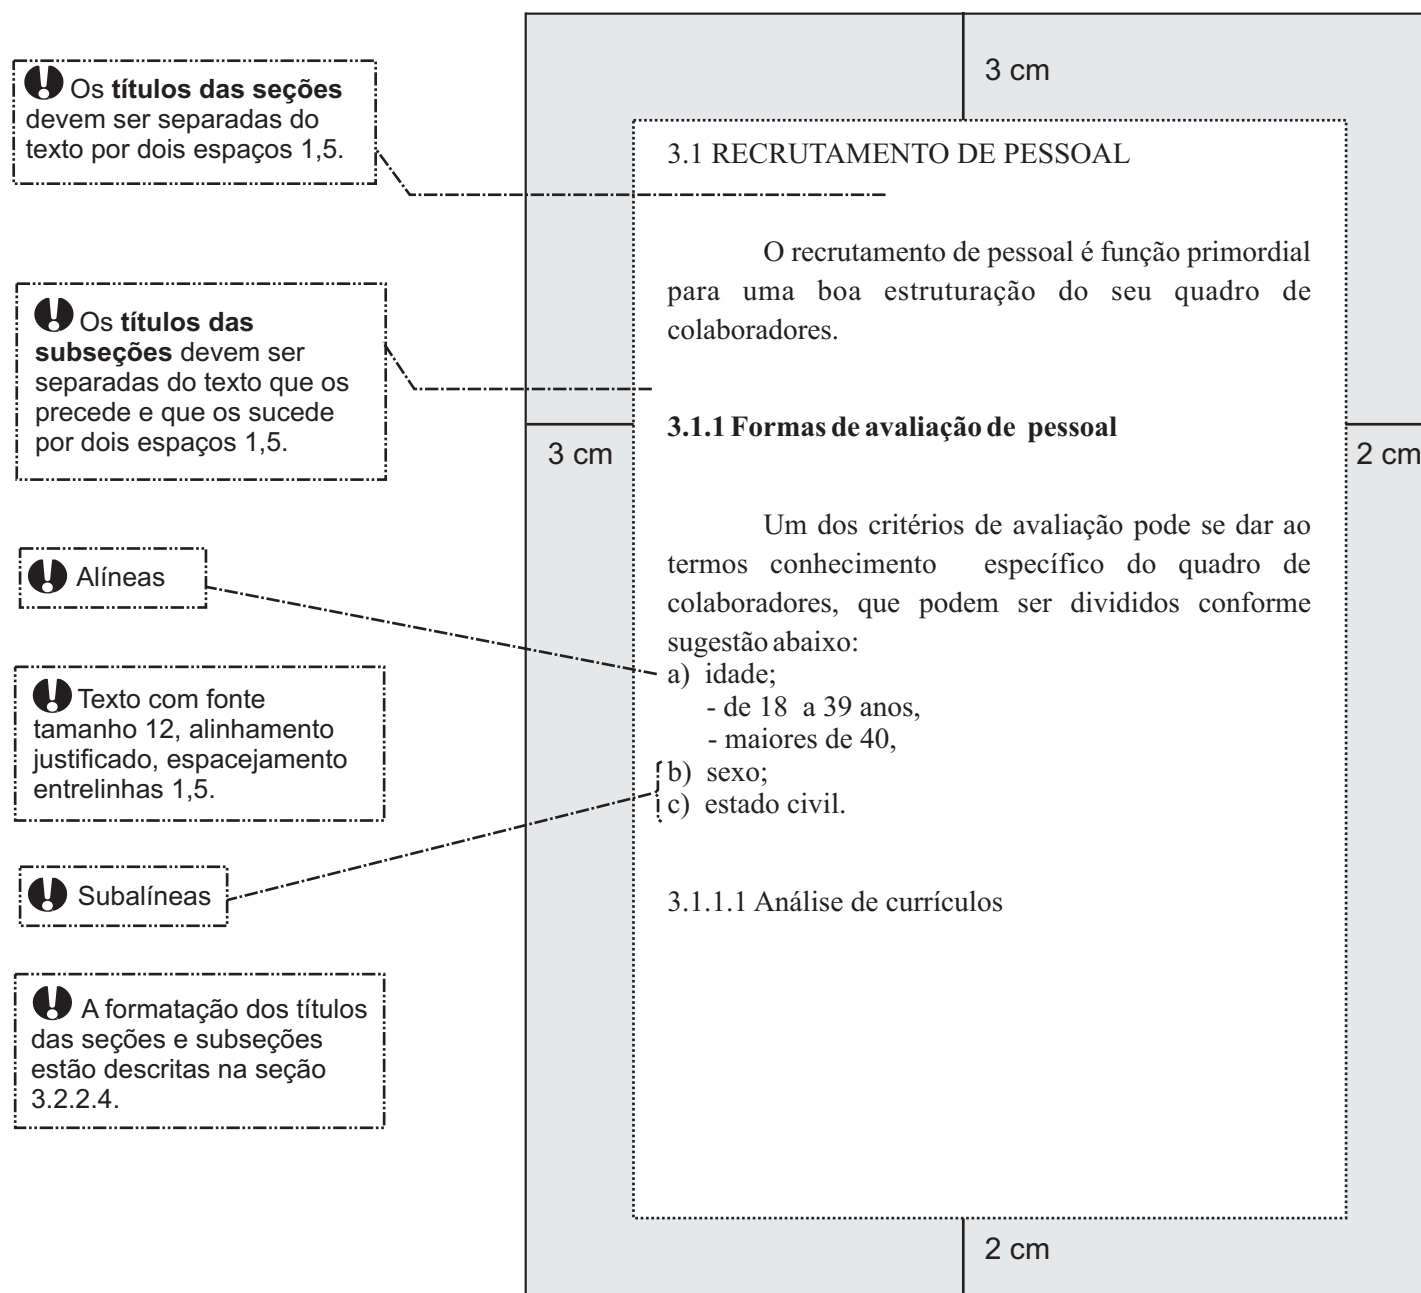 Os títulos das seções
devem ser separadas do
texto por dois espaços 1,5.
Os títulos das
subseções devem ser
separadas do texto que os
precede e que os sucede
por dois espaços 1,5.
Alíneas
Texto com fonte
tamanho 12, alinhamento
justificado, espacejamento
entrelinhas 1,5.
Subalíneas
A formatação dos títulos
das seções e subseções
estão descritas na seção
3.2.2.4.
3 cm
3.1 RECRUTAMENTO DE PESSOAL
O recrutamento de pessoal é função primordial
para uma boa estruturação do seu quadro de
colaboradores.
3.1.1 Formas de avaliação de pessoal
3 cm
2 cm
Um dos critérios de avaliação pode se dar ao
termos conhecimento específico do quadro de
colaboradores, que podem ser divididos conforme
sugestão abaixo:
a) idade;
- de 18 a 39 anos,
- maiores de 40,
b) sexo;
c) estado civil.
3.1.1.1 Análise de currículos
2 cm